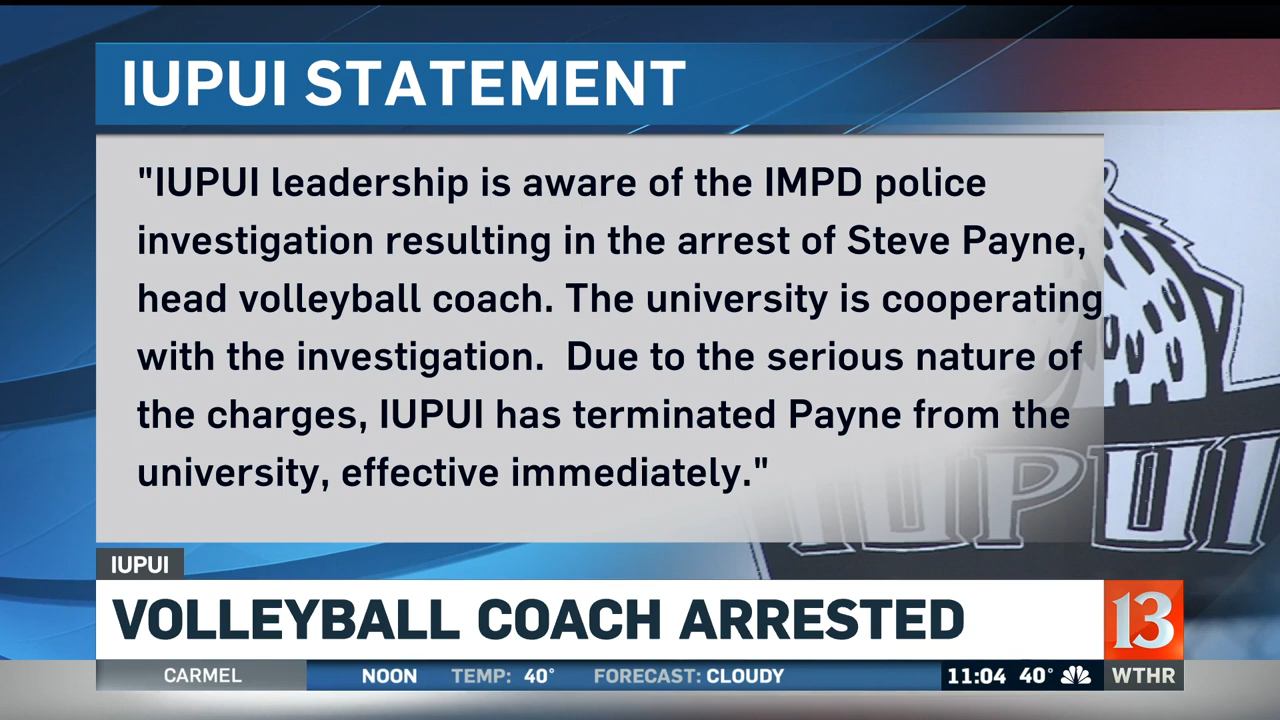 IUPUI STATEMENT
"IUPUI leadership is aware of the IMPD police
investigation resulting in the arrest of Steve Payne,
head volleyball coach. The university is cooperating
with the investigation.  Due to the serious nature of
the charges, IUPUI has terminated Payne from the
university, effective immediately."
IUPUI
IUPUI
VOLLEYBALL COACH ARRESTED
13
CARMEL NOON TEMP: 40° FORECAST: CLOUDY 11:04 40° WTHR